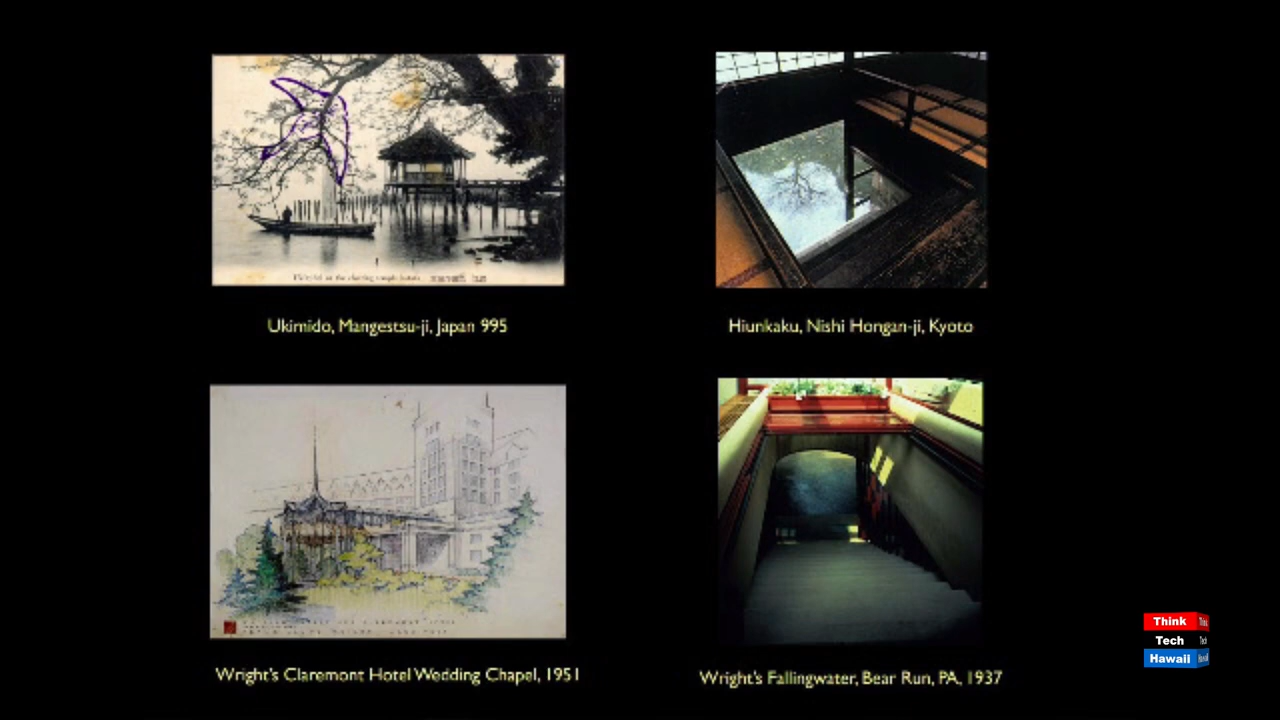 Ukimido, Mangestsu-ji, Japan 995
Hiunkaku, Nishi Hongan-ji, Kyoto
Wright's Claremont Hotel Wedding Chapel, 1951
Wright's Fallingwater, Bear Run, PA, 1937
Think
Tech
Hawaii